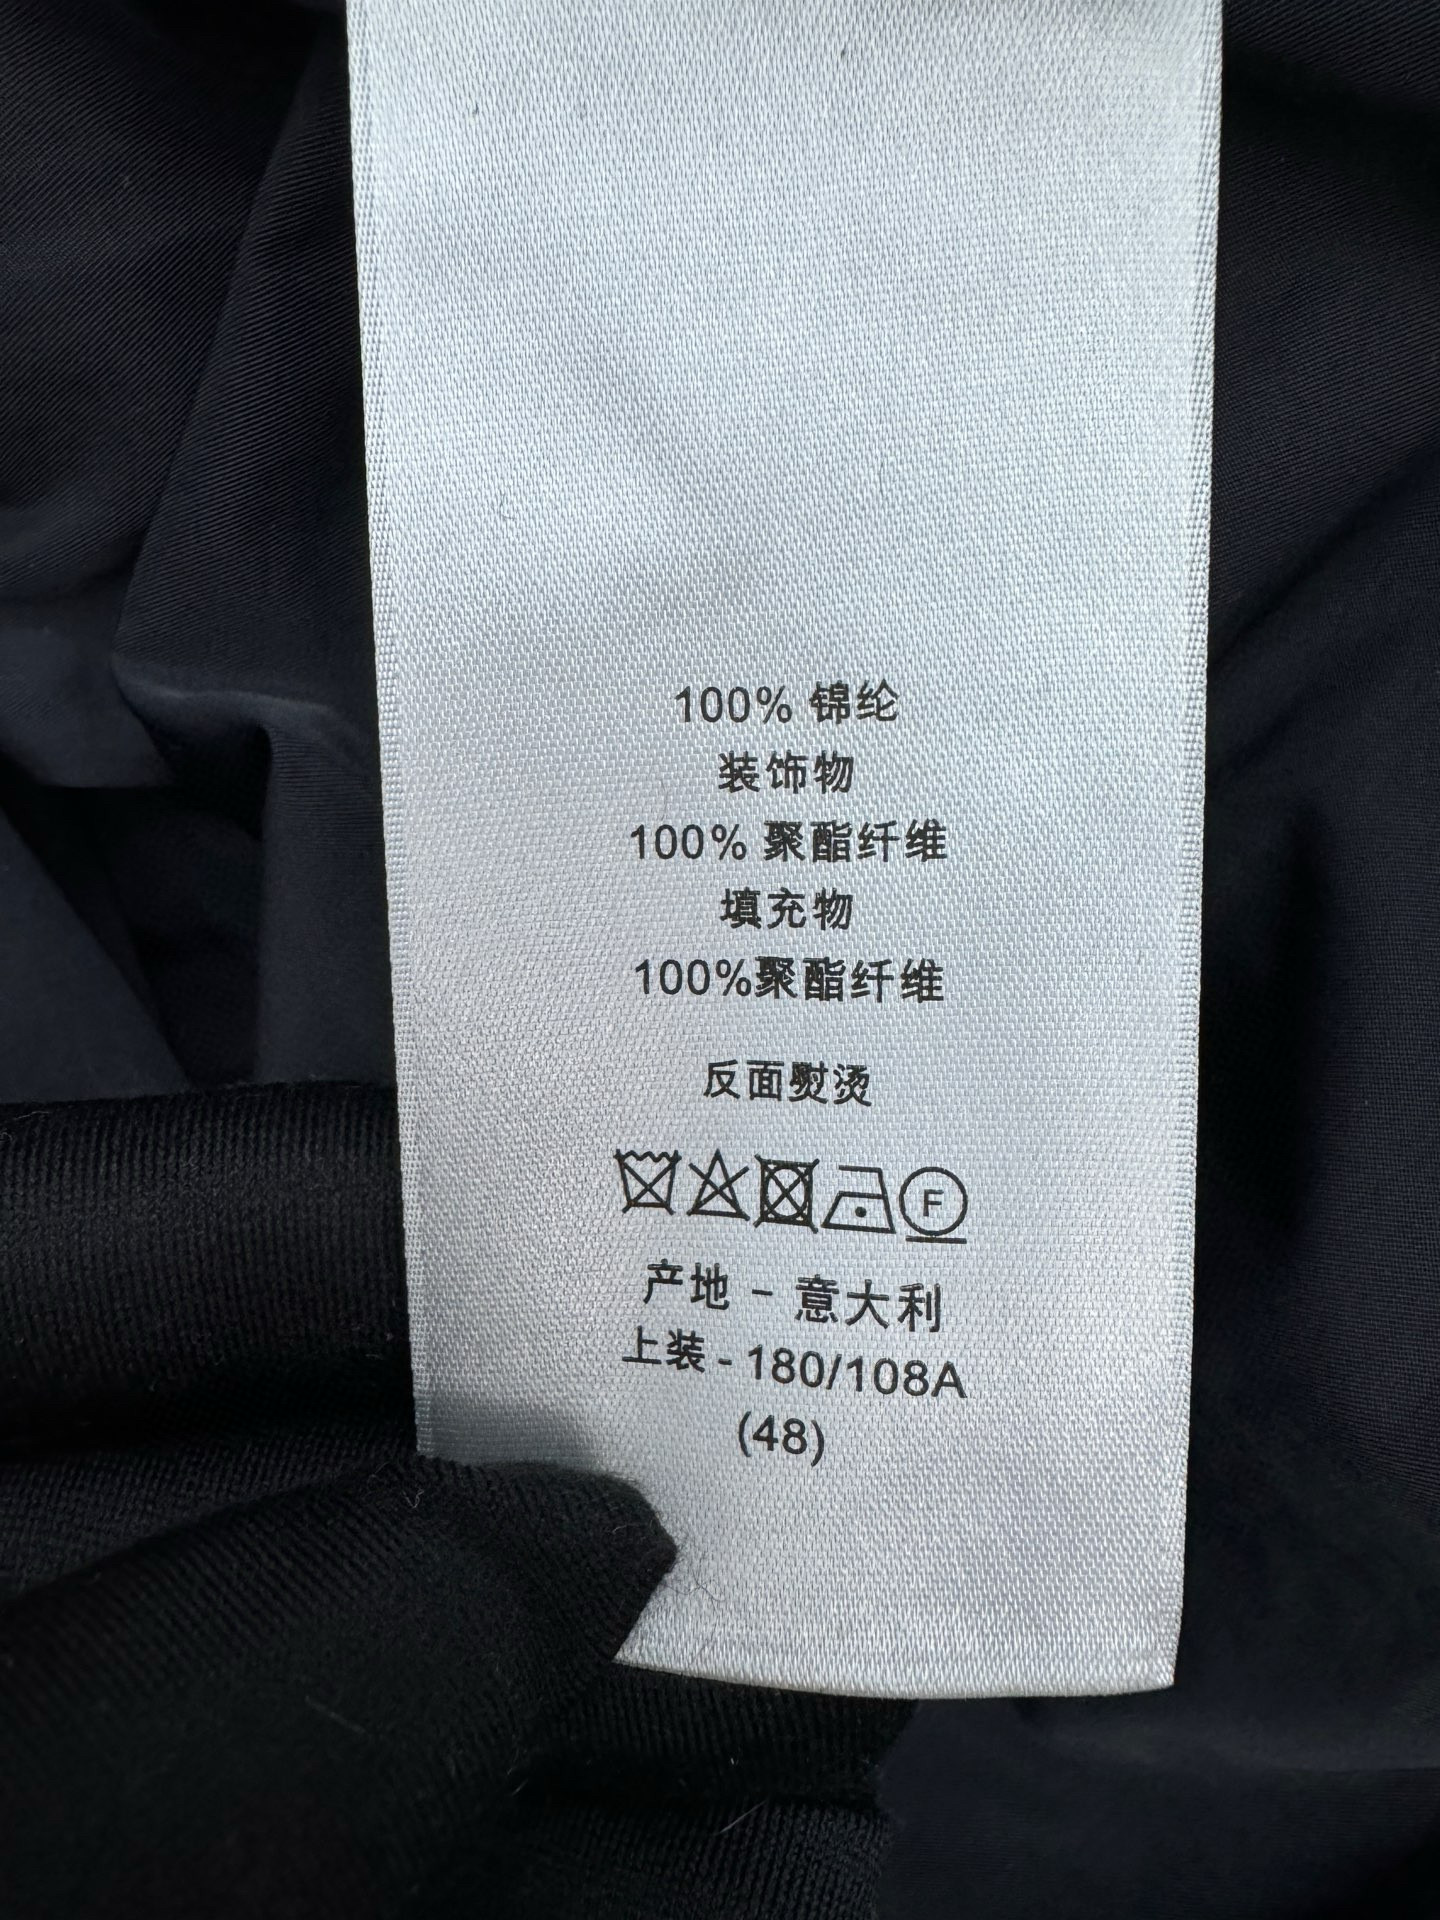 100% 锦纶
装饰物
100% 聚酯纤维
填充物
100%聚酯纤维
反面熨烫
F
产地 - 意大利
上装 - 180/108A
(48)